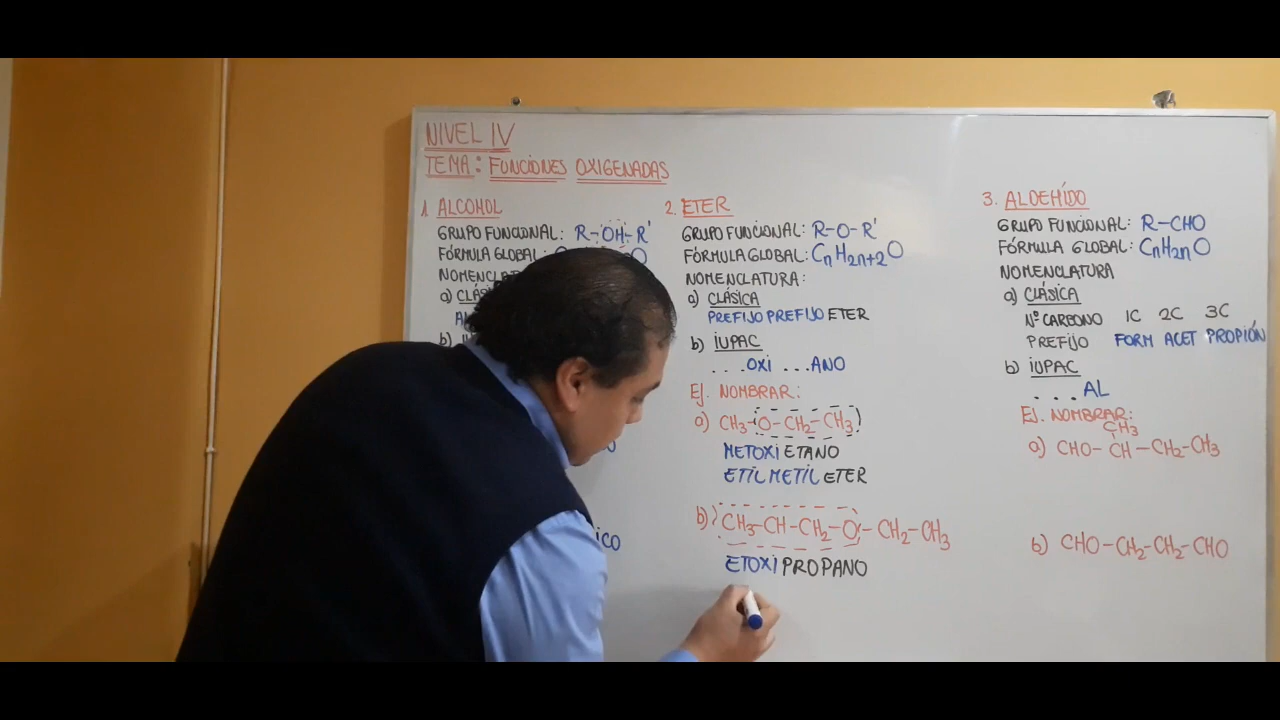 NIVEL IV
TEMA: FUNCIONES OXIGENADAS
1 ALCOHOL
GRUPO FUNCIONAL: R-OH-R'
FÓRMULA GLOBAL: O
a) CLÁS
b)
ico
2. ETER
GRUPO FUNCIONAL: R-O-R'
FÓRMULA GLOBAL: CnH2n+2O
NOMENCLATURA:
a) CLÁSICA
PREFIJO PREFIJO ETER
b) IUPAC
...OXI ...ANO
EJ. NOMBRAR:
a) CH3-O-CH2-CH3
METOXI ETANO
ETIL METIL ETER
b) CH3-CH-CH2-O-CH2-CH3
ETOXI PROPANO
3. ALDEHÍDO
GRUPO FUNCIONAL: R-CHO
FÓRMULA GLOBAL: CnH2nO
NOMENCLATURA
a) CLÁSICA
Nº CARBONO 1C 2C 3C
PREFIJO FORM ACET PROPIÓN
b) IUPAC
...AL
EJ. NOMBRAR:
CH3
a) CHO-CH-CH2-CH3
b) CHO-CH2-CH2-CHO